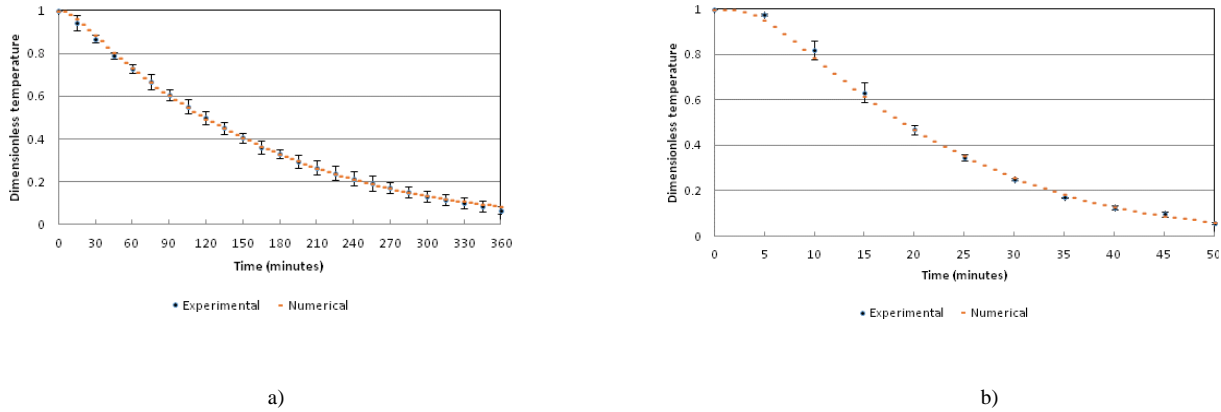 1
0.8
0.6
0.4
0.2
0
Dimensionless temperature
0 30 60 90 120 150 180 210 240 270 300 330 360
Time (minutes)
Experimental Numerical
a)
1
0.8
0.6
0.4
0.2
0
Dimensionless temperature
0 5 10 15 20 25 30 35 40 45 50
Time (minutes)
Experimental Numerical
b)